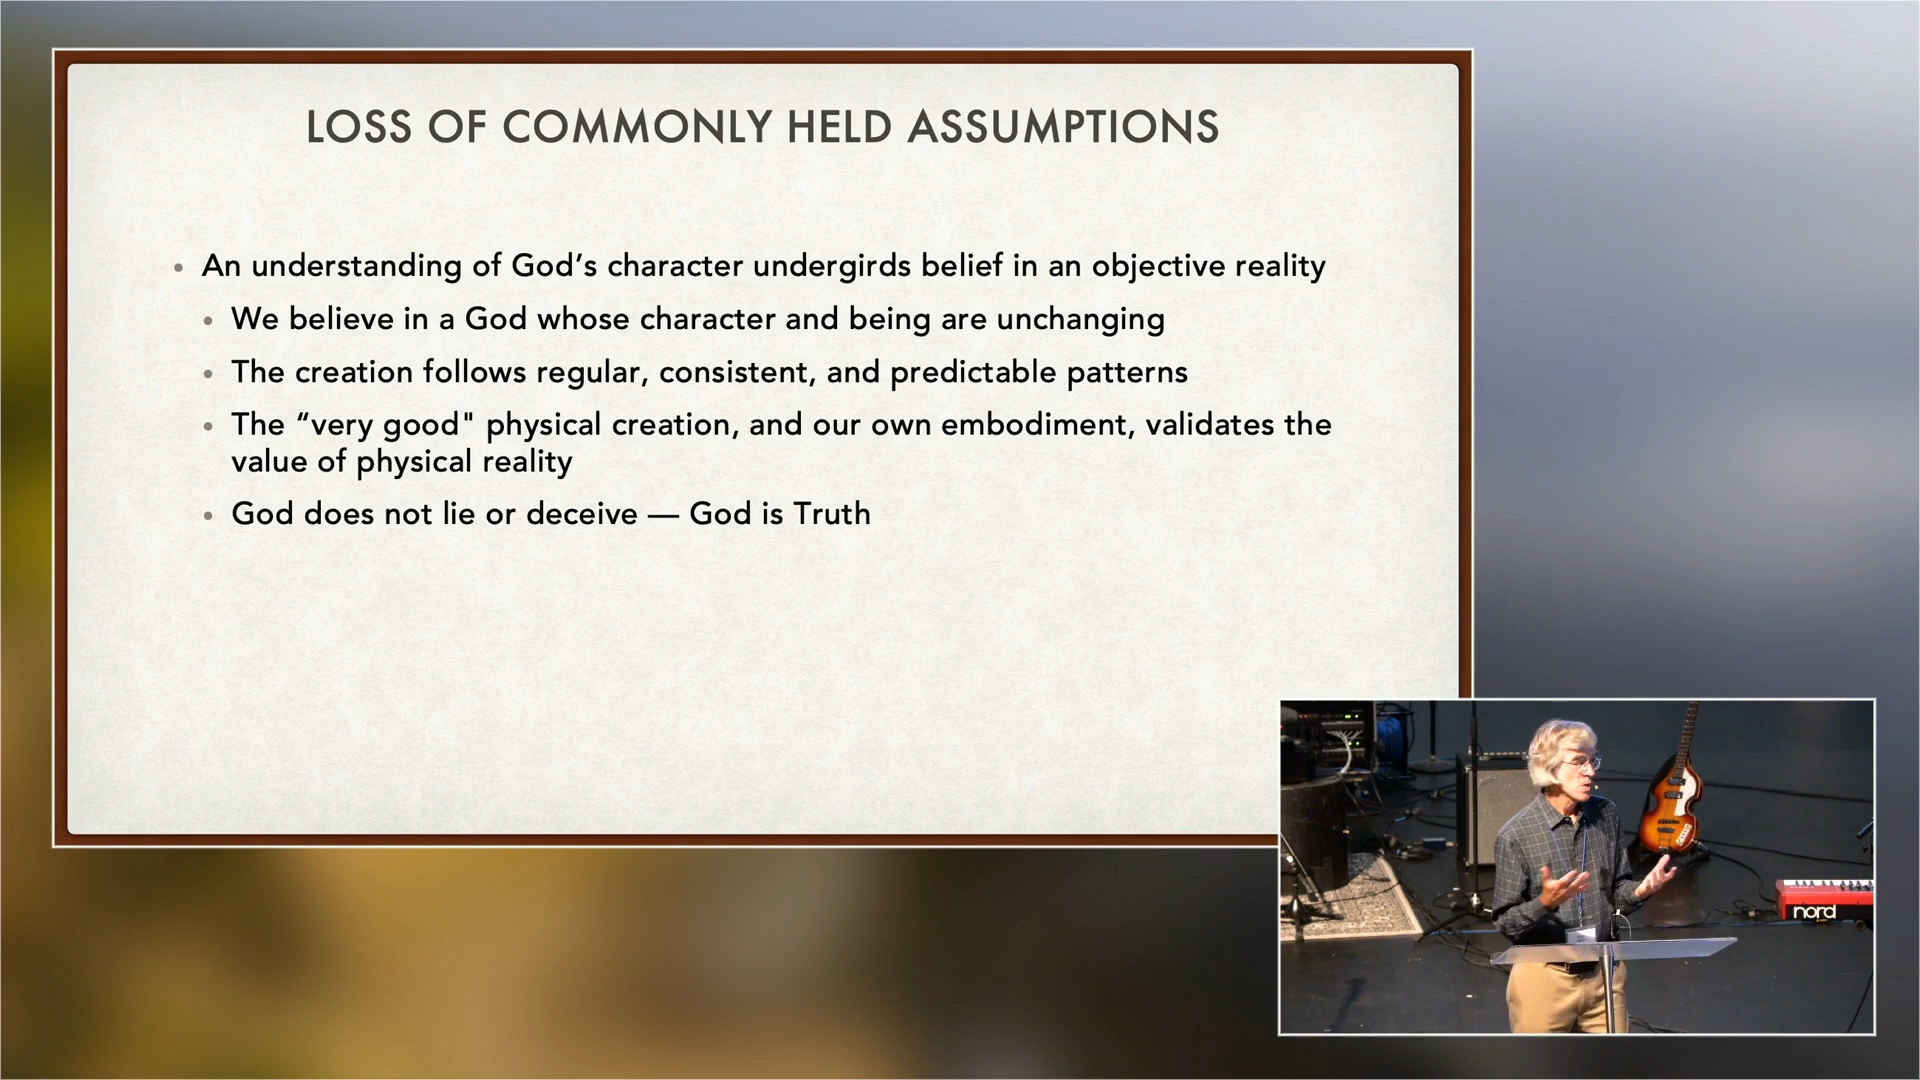 LOSS OF COMMONLY HELD ASSUMPTIONS
• An understanding of God’s character undergirds belief in an objective reality
• We believe in a God whose character and being are unchanging
• The creation follows regular, consistent, and predictable patterns
• The “very good" physical creation, and our own embodiment, validates the
value of physical reality
• God does not lie or deceive — God is Truth
nord